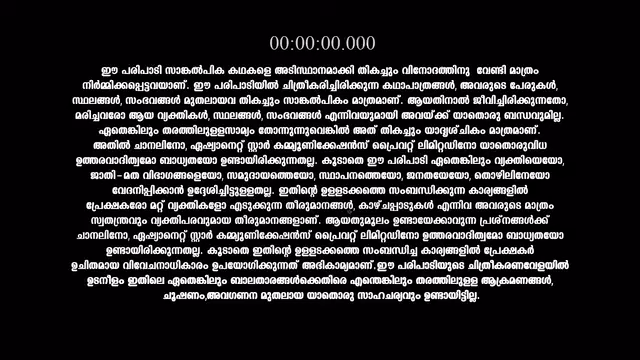 00:00:00.000
ഈ പരിപാടി സാങ്കൽപിക കഥകളെ അടിസ്ഥാനമാക്കി തികച്ചും വിനോദത്തിനു വേണ്ടി മാത്രം
നിർമ്മിക്കപ്പെട്ടവയാണ്. ഈ പരിപാടിയിൽ ചിത്രീകരിച്ചിരിക്കുന്ന കഥാപാത്രങ്ങൾ, അവരുടെ പേരുകൾ,
സ്ഥലങ്ങൾ, സംഭവങ്ങൾ മുതലായവ തികച്ചും സാങ്കൽപികം മാത്രമാണ്. ആയതിനാൽ ജീവിച്ചിരിക്കുന്നതോ,
മരിച്ചവരോ ആയ വ്യക്തികൾ, സ്ഥലങ്ങൾ, സംഭവങ്ങൾ എന്നിവയുമായി അവയ്ക്ക് യാതൊരു ബന്ധവുമില്ല.
ഏതെങ്കിലും തരത്തിലുളളസാമ്യം തോന്നുന്നുവെങ്കിൽ അത് തികച്ചും യാദൃശ്ചികം മാത്രമാണ്.
അതിൽ ചാനലിനോ, ഏഷ്യാനെറ്റ് സ്റ്റാർ കമ്മ്യൂണിക്കേഷൻസ് പ്രൈവറ്റ് ലിമിറ്റഡിനോ യാതൊരുവിധ
ഉത്തരവാദിത്വമോ ബാധ്യതയോ ഉണ്ടായിരിക്കുന്നതല്ല. കൂടാതെ ഈ പരിപാടി ഏതെങ്കിലും വ്യക്തിയെയോ,
ജാതി-മത വിഭാഗങ്ങളെയോ, സമുദായത്തെയോ, സ്ഥാപനത്തെയോ, ജനതയേയോ, തൊഴിലിനേയോ
വേദനിപ്പിക്കാൻ ഉദ്ദേശിച്ചിട്ടുളളതല്ല. ഇതിന്റെ ഉളളടക്കത്തെ സംബന്ധിക്കുന്ന കാര്യങ്ങളിൽ
പ്രേക്ഷകരോ മറ്റ് വ്യക്തികളോ എടുക്കുന്ന തീരുമാനങ്ങൾ, കാഴ്ചപ്പാടുകൾ എന്നിവ അവരുടെ മാത്രം
സ്വതന്ത്രവും വ്യക്തിപരവുമായ തീരുമാനങ്ങളാണ്. ആയതുമൂലം ഉണ്ടായേക്കാവുന്ന പ്രശ്നങ്ങൾക്ക്
ചാനലിനോ, ഏഷ്യാനെറ്റ് സ്റ്റാർ കമ്മ്യൂണിക്കേഷൻസ് പ്രൈവറ്റ് ലിമിറ്റഡിനോ ഉത്തരവാദിത്വമോ ബാധ്യതയോ
ഉണ്ടായിരിക്കുന്നതല്ല. കൂടാതെ ഇതിന്റെ ഉളളടക്കത്തെ സംബന്ധിച്ച കാര്യങ്ങളിൽ പ്രേക്ഷകർ
ഉചിതമായ വിവേചനാധികാരം ഉപയോഗിക്കുന്നത് അഭികാമ്യമാണ്.ഈ പരിപാടിയുടെ ചിത്രീകരണവേളയിൽ
ഉടനീളം ഇതിലെ ഏതെങ്കിലും ബാലതാരങ്ങൾക്കെതിരെ എന്തെങ്കിലും തരത്തിലുളള ആക്രമണങ്ങൾ,
ചൂഷണം,അവഗണന മുതലായ യാതൊരു സാഹചര്യവും ഉണ്ടായിട്ടില്ല.